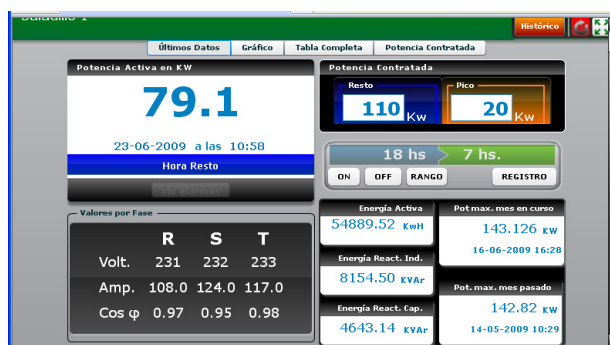 Histórico
Últimos Datos
Gráfico
Tabla Completa
Potencia Contratada
Potencia Activa en KW
79.1
23-06-2009 a las 10:58
Hora Resto
sin alarmas
Potencia Contratada
Resto
110 Kw
Pico
20 Kw
18 hs
7 hs.
ON
OFF
RANGO
REGISTRO
Valores por Fase
R S T
Volt. 231 232 233
Amp. 108.0 124.0 117.0
Cos φ 0.97 0.95 0.98
Energía Activa
54889.52 KwH
Energía React. Ind.
8154.50 KVAr
Energía React. Cap.
4643.14 KVAr
Pot max. mes en curso
143.126 KW
16-06-2009 16:28
Pot. max. mes pasado
142.82 KW
14-05-2009 10:29